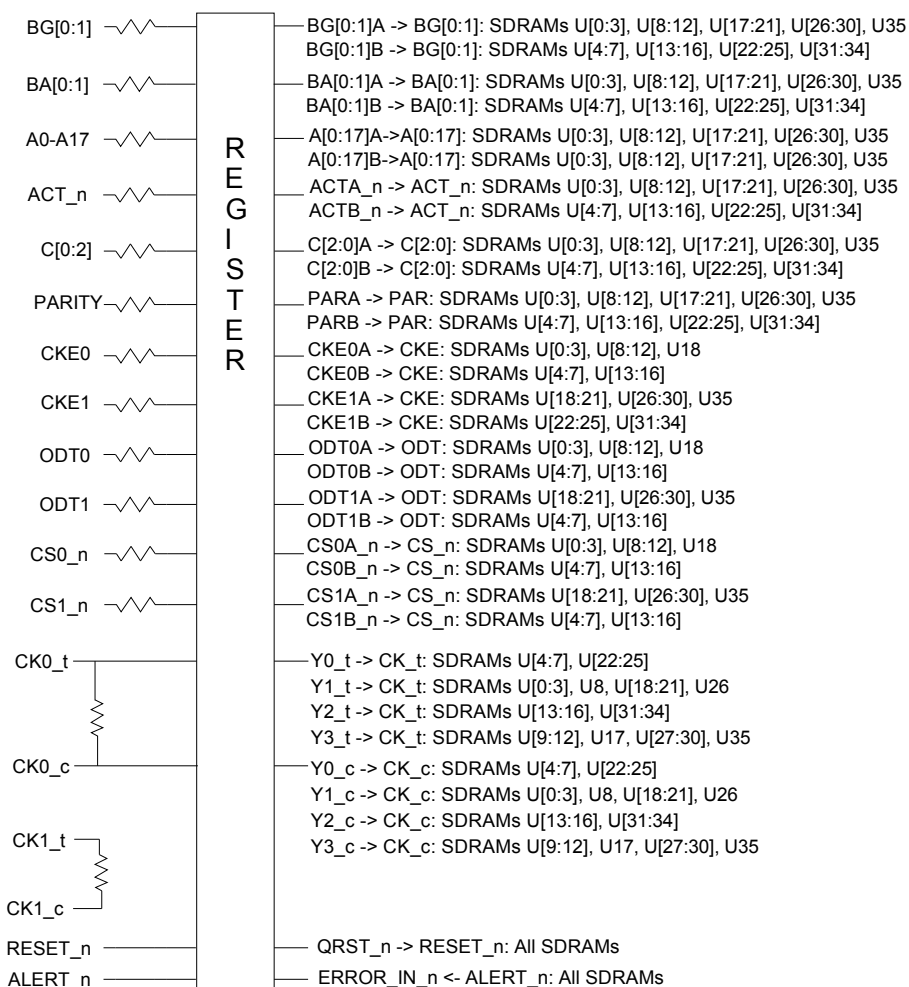 BG[0:1]
BG[0:1]A -> BG[0:1]: SDRAMs U[0:3], U[8:12], U[17:21], U[26:30], U35
BG[0:1]B -> BG[0:1]: SDRAMs U[4:7], U[13:16], U[22:25], U[31:34]
BA[0:1]
BA[0:1]A -> BA[0:1]: SDRAMs U[0:3], U[8:12], U[17:21], U[26:30], U35
BA[0:1]B -> BA[0:1]: SDRAMs U[4:7], U[13:16], U[22:25], U[31:34]
A0-A17
A[0:17]A->A[0:17]: SDRAMs U[0:3], U[8:12], U[17:21], U[26:30], U35
A[0:17]B->A[0:17]: SDRAMs U[0:3], U[8:12], U[17:21], U[26:30], U35
ACT_n
ACTA_n -> ACT_n: SDRAMs U[0:3], U[8:12], U[17:21], U[26:30], U35
ACTB_n -> ACT_n: SDRAMs U[4:7], U[13:16], U[22:25], U[31:34]
C[0:2]
C[2:0]A -> C[2:0]: SDRAMs U[0:3], U[8:12], U[17:21], U[26:30], U35
C[2:0]B -> C[2:0]: SDRAMs U[4:7], U[13:16], U[22:25], U[31:34]
PARITY
PARA -> PAR: SDRAMs U[0:3], U[8:12], U[17:21], U[26:30], U35
PARB -> PAR: SDRAMs U[4:7], U[13:16], U[22:25], U[31:34]
REGISTER
CKE0
CKE0A -> CKE: SDRAMs U[0:3], U[8:12], U18
CKE0B -> CKE: SDRAMs U[4:7], U[13:16]
CKE1
CKE1A -> CKE: SDRAMs U[18:21], U[26:30], U35
CKE1B -> CKE: SDRAMs U[22:25], U[31:34]
ODT0
ODT0A -> ODT: SDRAMs U[0:3], U[8:12], U18
ODT0B -> ODT: SDRAMs U[4:7], U[13:16]
ODT1
ODT1A -> ODT: SDRAMs U[18:21], U[26:30], U35
ODT1B -> ODT: SDRAMs U[4:7], U[13:16]
CS0_n
CS0A_n -> CS_n: SDRAMs U[0:3], U[8:12], U18
CS0B_n -> CS_n: SDRAMs U[4:7], U[13:16]
CS1_n
CS1A_n -> CS_n: SDRAMs U[18:21], U[26:30], U35
CS1B_n -> CS_n: SDRAMs U[4:7], U[13:16]
CK0_t
Y0_t -> CK_t: SDRAMs U[4:7], U[22:25]
Y1_t -> CK_t: SDRAMs U[0:3], U8, U[18:21], U26
Y2_t -> CK_t: SDRAMs U[13:16], U[31:34]
Y3_t -> CK_t: SDRAMs U[9:12], U17, U[27:30], U35
CK0_c
Y0_c -> CK_c: SDRAMs U[4:7], U[22:25]
Y1_c -> CK_c: SDRAMs U[0:3], U8, U[18:21], U26
Y2_c -> CK_c: SDRAMs U[13:16], U[31:34]
Y3_c -> CK_c: SDRAMs U[9:12], U17, U[27:30], U35
CK1_t
CK1_c
RESET_n
QRST_n -> RESET_n: All SDRAMs
ALERT_n
ERROR_IN_n <- ALERT_n: All SDRAMs